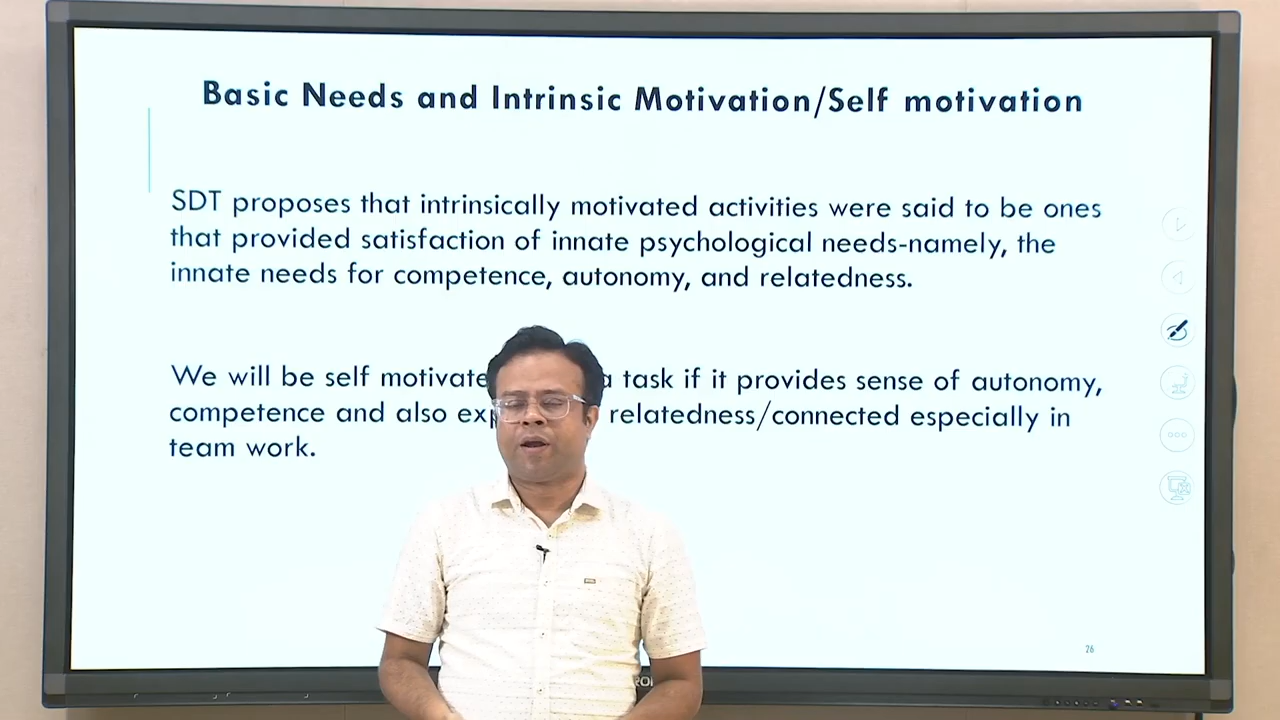 Basic Needs and Intrinsic Motivation/Self motivation
SDT proposes that intrinsically motivated activities were said to be ones
that provided satisfaction of innate psychological needs-namely, the
innate needs for competence, autonomy, and relatedness.
We will be self a task if it provides sense of autonomy,
competence and also relatedness/connected especially in
team work.
26